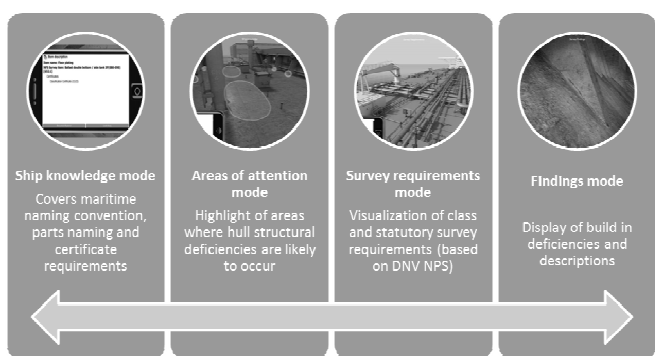 Ship knowledge mode
Covers maritime
naming convention,
parts naming and
certificate
requirements
Areas of attention
mode
Highlight of areas
where hull structural
deficiencies are likely
to occur
Survey requirements
mode
Visualization of class
and statutory survey
requirements (based
on DNV NPS)
Findings mode
Display of build in
deficiencies and
descriptions